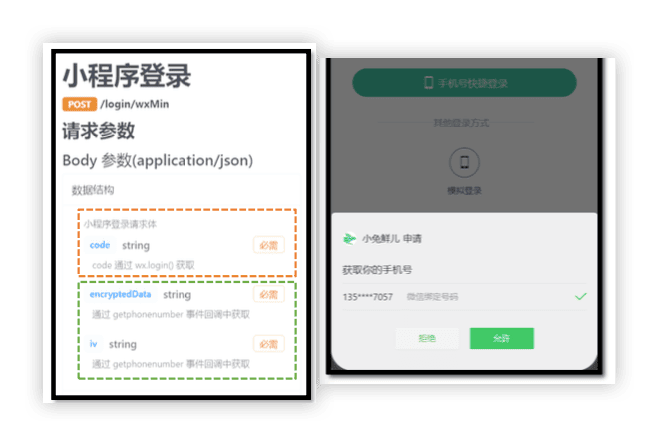 小程序登录
POST /login/wxMin
请求参数
Body 参数(application/json)
数据结构
小程序登录请求体
code string 必需
code 通过 wx.login() 获取
encryptedData string 必需
通过 getphonenumber 事件回调中获取
iv string 必需
通过 getphonenumber 事件回调中获取
手机号快捷登录
其他登录方式
模拟登录
小兔鲜儿 申请
获取你的手机号
135****7057 微信绑定号码
拒绝 允许